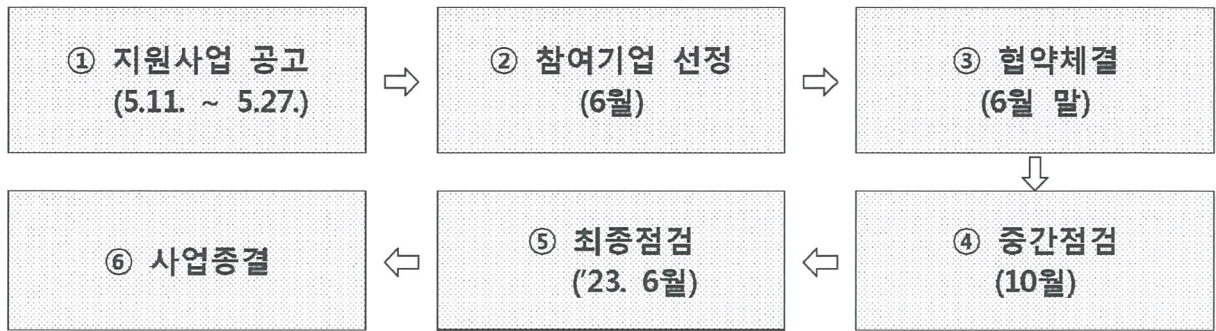 ① 지원사업 공고
(5.11. ~ 5.27.)
② 참여기업 선정
(6월)
③ 협약체결
(6월 말)
④ 중간점검
(10월)
⑤ 최종점검
('23. 6월)
⑥ 사업종결